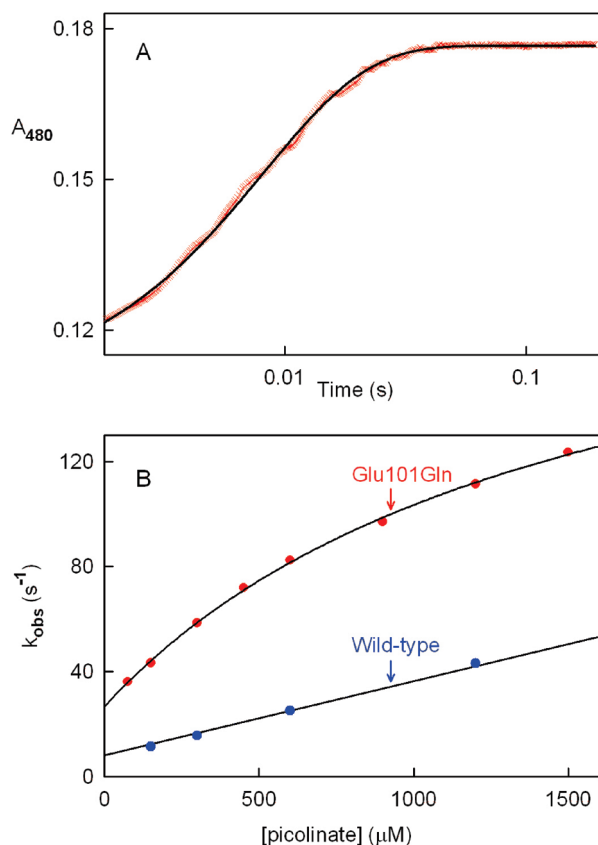 0.18
A
A480
0.15
0.12
0.01
0.1
Time (s)
120
B
Glu101Gln
80
kobs (s-1)
Wild-type
40
0
0
500
1000
1500
[picolinate] (μM)